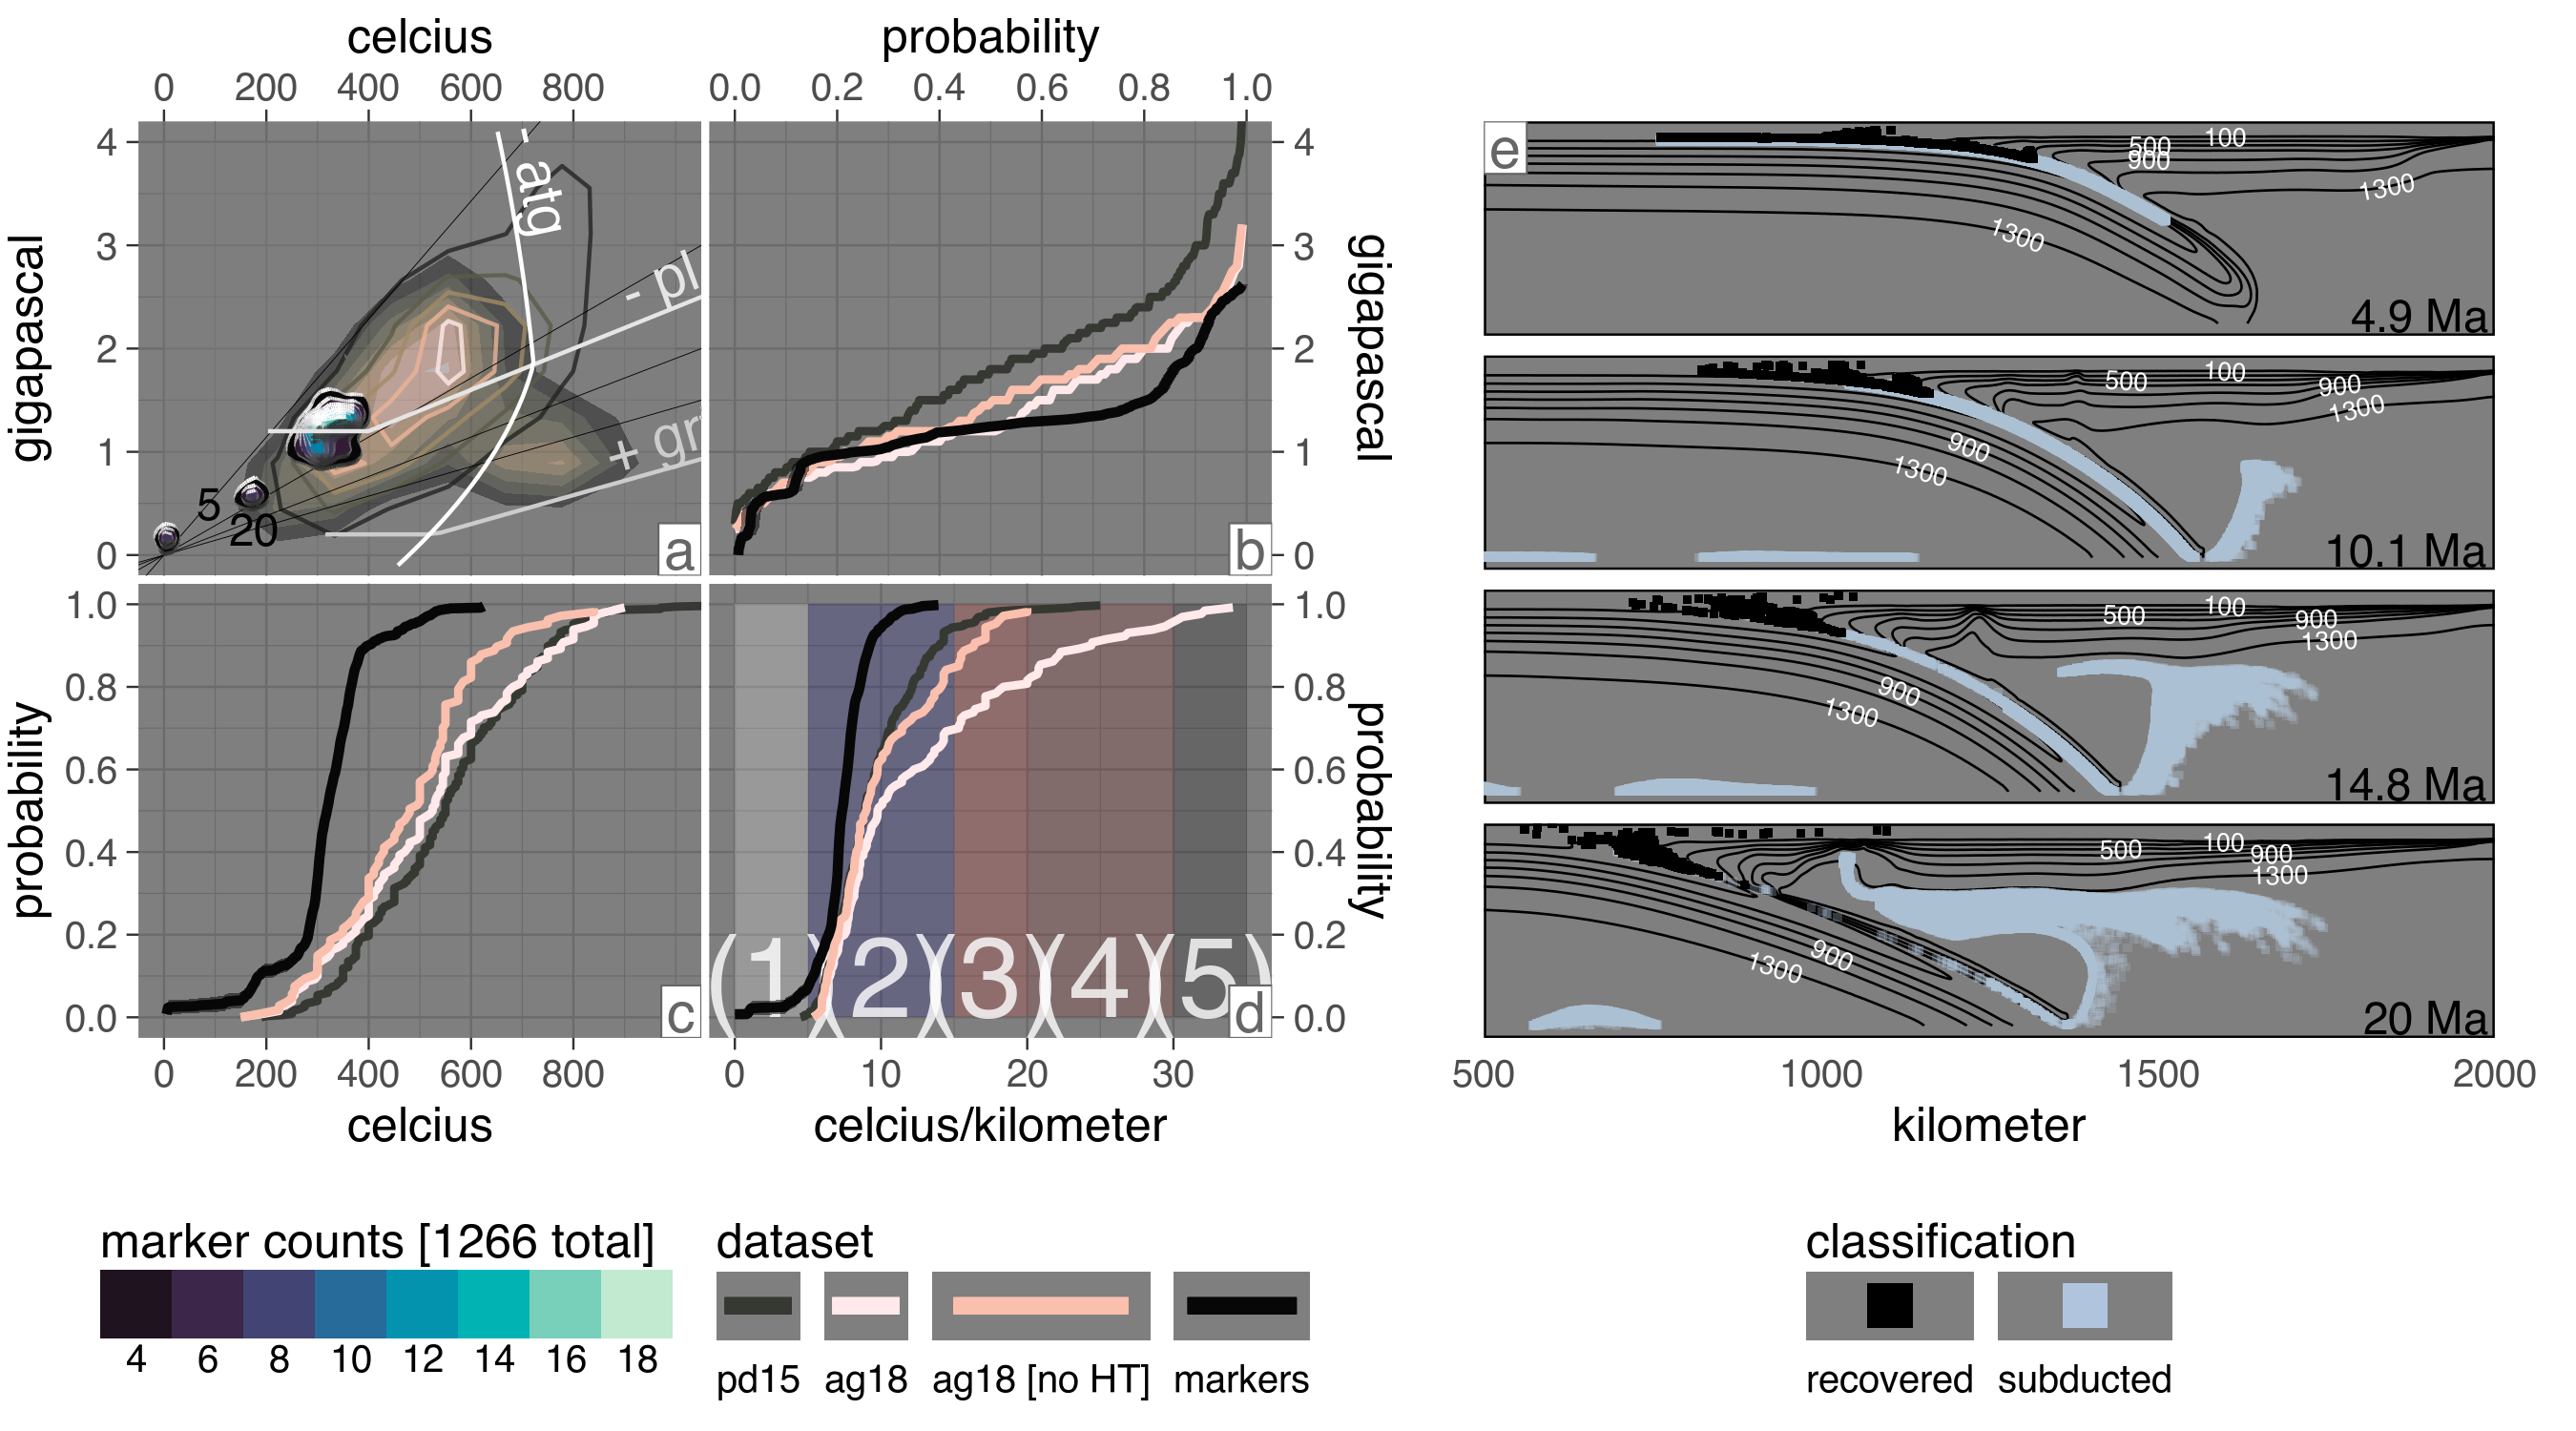 celcius
probability
0 200 400 600 800
0.0 0.2 0.4 0.6 0.8 1.0
gigapascal
4
3
2
1
0
- atg
- pl
+ gr
5
20
a
b
4
3
2
1
0
gigapascal
probability
1.0
0.8
0.6
0.4
0.2
0.0
c
(1)(2)(3)(4)(5)
d
1.0
0.8
0.6
0.4
0.2
0.0
probability
0 200 400 600 800
0 10 20 30
celcius
celcius/kilometer
e
100
500
900
1300
1300
4.9 Ma
100
500
900
1300
900
1300
10.1 Ma
100
500
900
1300
900
1300
14.8 Ma
100
500
900
1300
900
1300
20 Ma
500 1000 1500 2000
kilometer
marker counts [1266 total]
4 6 8 10 12 14 16 18
dataset
pd15 ag18 ag18 [no HT] markers
classification
recovered subducted